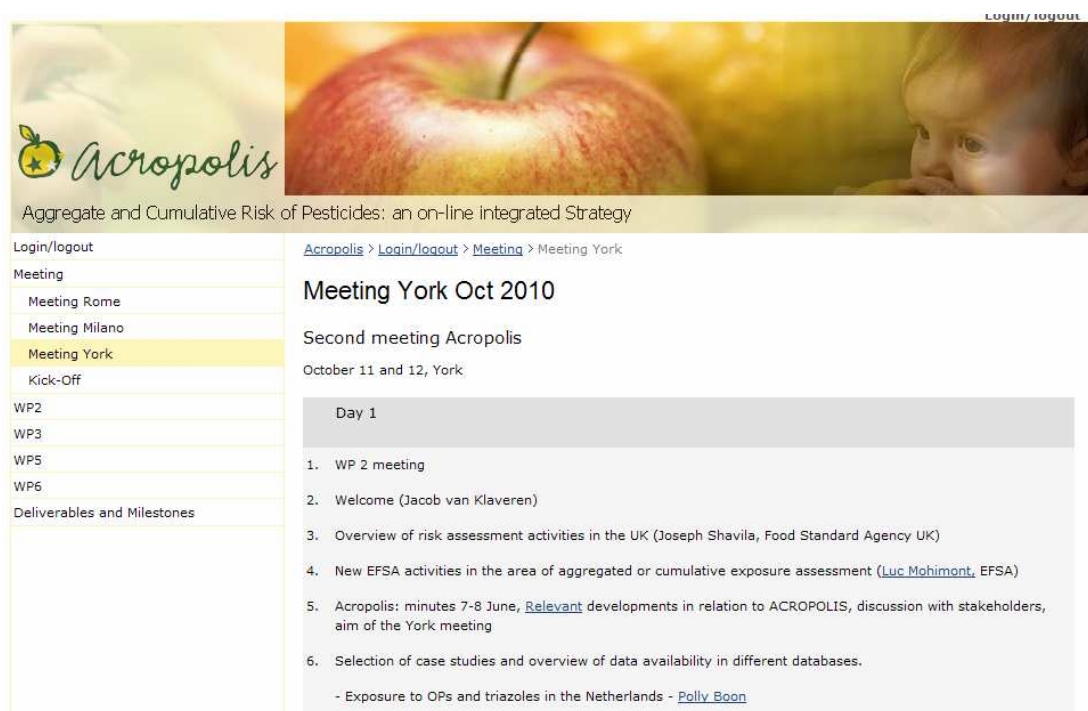 Login/logout
Acropolis
Aggregate and Cumulative Risk of Pesticides: an on-line integrated Strategy
Login/logout
Meeting
Meeting Rome
Meeting Milano
Meeting York
Kick-Off
WP2
WP3
WP5
WP6
Deliverables and Milestones
Acropolis > Login/logout > Meeting > Meeting York
Meeting York Oct 2010
Second meeting Acropolis
October 11 and 12, York
Day 1
1. WP 2 meeting
2. Welcome (Jacob van Klaveren)
3. Overview of risk assessment activities in the UK (Joseph Shavila, Food Standard Agency UK)
4. New EFSA activities in the area of aggregated or cumulative exposure assessment (Luc Mohimont, EFSA)
5. Acropolis: minutes 7-8 June, Relevant developments in relation to ACROPOLIS, discussion with stakeholders,
aim of the York meeting
6. Selection of case studies and overview of data availability in different databases.
- Exposure to OPs and triazoles in the Netherlands - Polly Boon